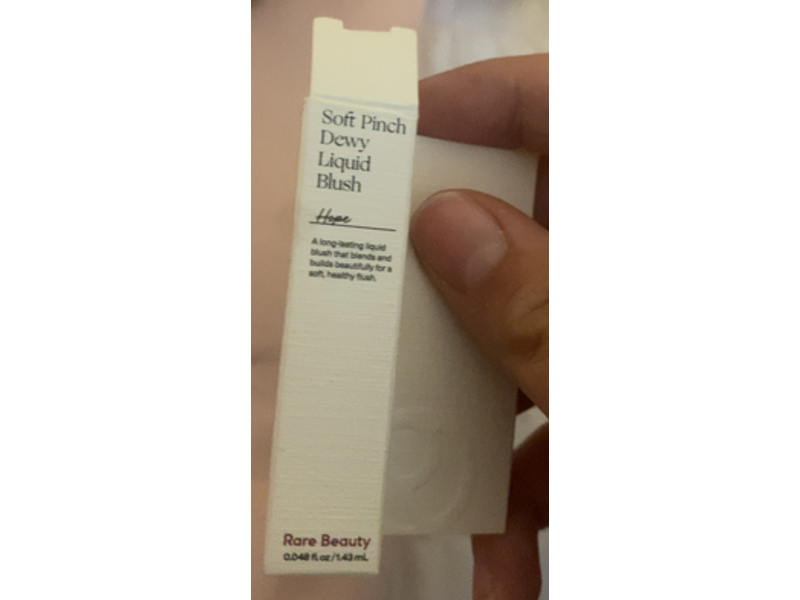 Soft Pinch
Dewy
Liquid
Blush
Hope
A long-lasting liquid
blush that blends and
builds beautifully for a
soft, healthy flush.
Rare Beauty
0.048 fl oz / 1.43 mL